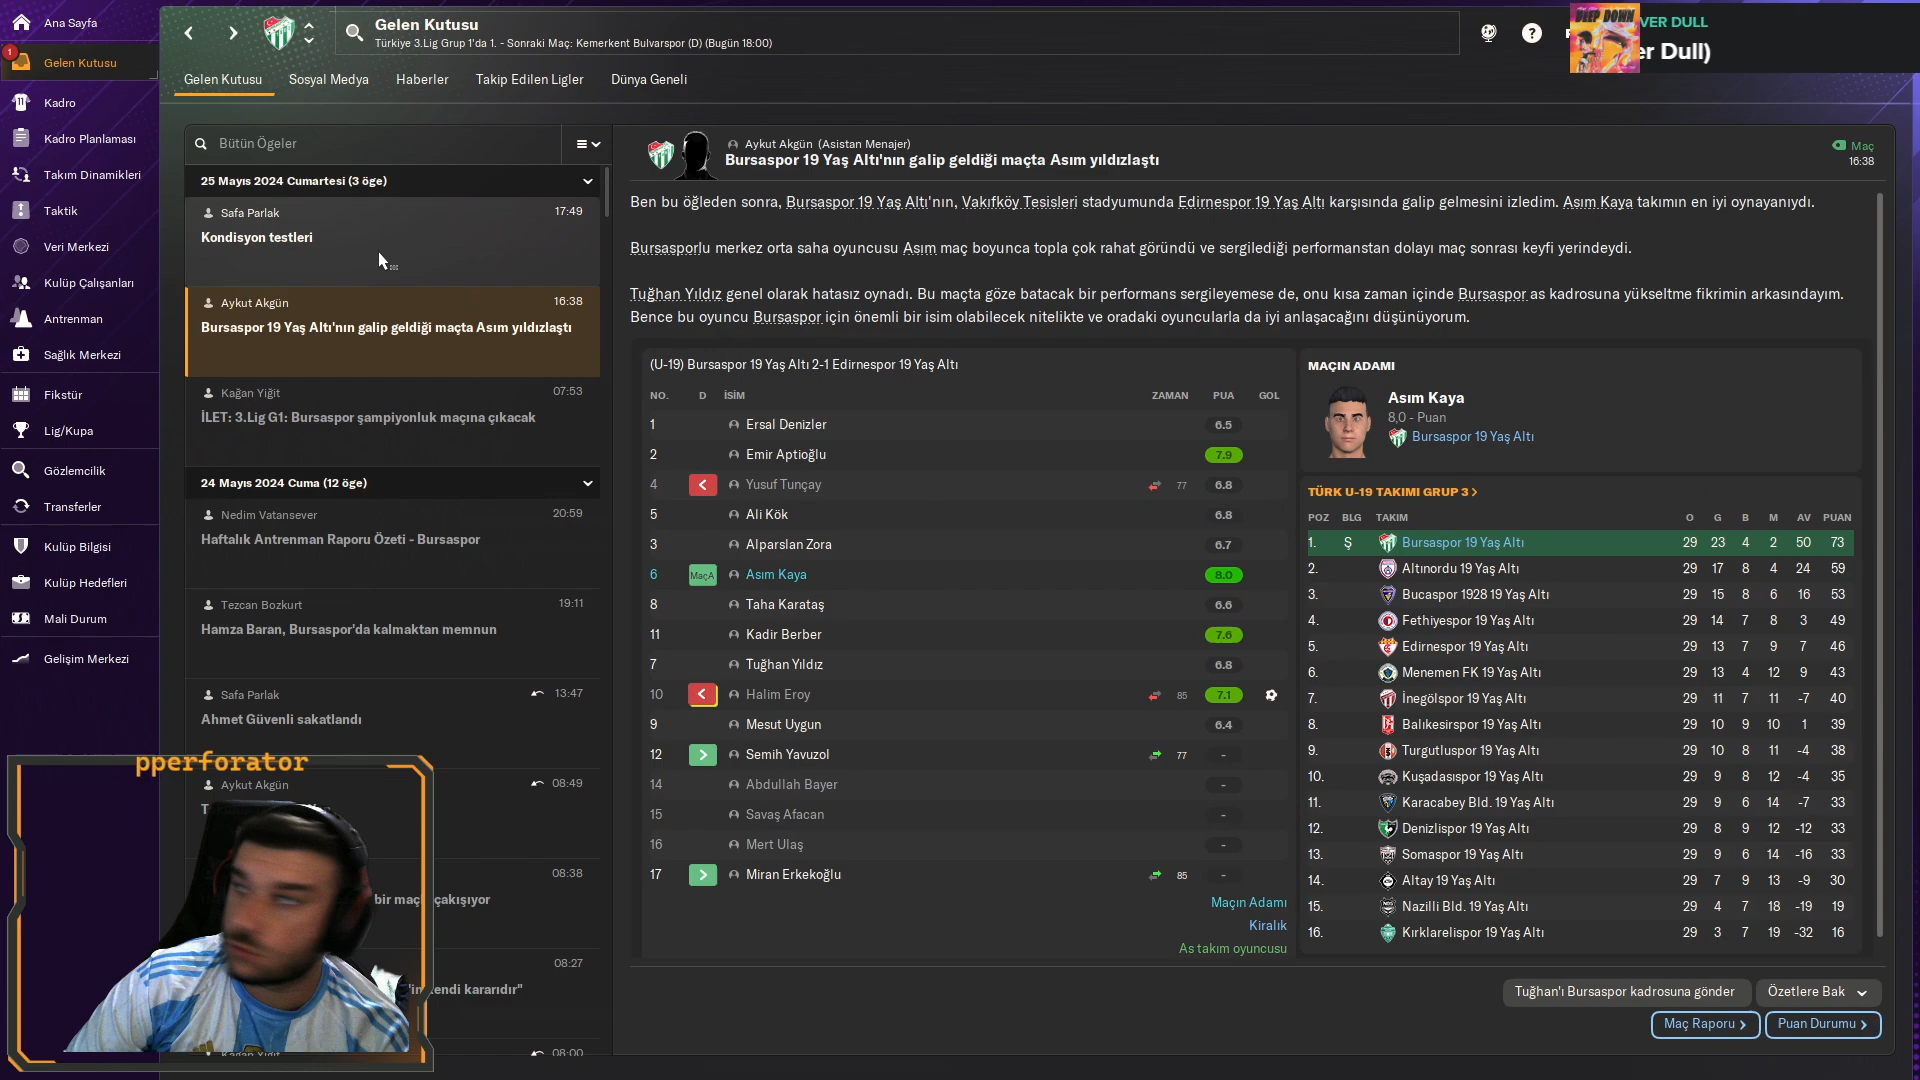 Ana Sayfa
1
Gelen Kutusu
Kadro
Kadro Planlaması
Takım Dinamikleri
Taktik
Veri Merkezi
Kulüp Çalışanları
Antrenman
Sağlık Merkezi
Fikstür
Lig/Kupa
Gözlemcilik
Transferler
Kulüp Bilgisi
Kulüp Hedefleri
Mali Durum
Gelişim Merkezi
Gelen Kutusu
Türkiye 3.Lig Grup 1'da 1. - Sonraki Maç: Kemerkent Bulvarspor (D) (Bugün 18:00)
DEEP DOWN
VER DULL
er Dull)
Gelen Kutusu Sosyal Medya Haberler Takip Edilen Ligler Dünya Geneli
Bütün Ögeler
25 Mayıs 2024 Cumartesi (3 öge)
Safa Parlak 17:49
Kondisyon testleri
Aykut Akgün 16:38
Bursaspor 19 Yaş Altı'nın galip geldiği maçta Asım yıldızlaştı
Kağan Yiğit 07:53
İLET: 3.Lig G1: Bursaspor şampiyonluk maçına çıkacak
24 Mayıs 2024 Cuma (12 öge)
Nedim Vatansever 20:59
Haftalık Antrenman Raporu Özeti - Bursaspor
Tezcan Bozkurt 19:11
Hamza Baran, Bursaspor'da kalmaktan memnun
Safa Parlak 13:47
Ahmet Güvenli sakatlandı
pperforator
Aykut Akgün 08:49
08:38
bir maç çakışıyor
08:27
kendi kararıdır"
Kağan Yiğit 08:00
Aykut Akgün (Asistan Menajer)
Bursaspor 19 Yaş Altı'nın galip geldiği maçta Asım yıldızlaştı
Maç
16:38
Ben bu öğleden sonra, Bursaspor 19 Yaş Altı'nın, Vakıfköy Tesisleri stadyumunda Edirnespor 19 Yaş Altı karşısında galip gelmesini izledim. Asım Kaya takımın en iyi oynayanıydı.
Bursasporlu merkez orta saha oyuncusu Asım maç boyunca topla çok rahat göründü ve sergilediği performanstan dolayı maç sonrası keyfi yerindeydi.
Tuğhan Yıldız genel olarak hatasız oynadı. Bu maçta göze batacak bir performans sergileyemese de, onu kısa zaman içinde Bursaspor as kadrosuna yükseltme fikrimin arkasındayım.
Bence bu oyuncu Bursaspor için önemli bir isim olabilecek nitelikte ve oradaki oyuncularla da iyi anlaşacağını düşünüyorum.
(U-19) Bursaspor 19 Yaş Altı 2-1 Edirnespor 19 Yaş Altı
NO. D İSİM ZAMAN PUA GOL
1 Ersal Denizler 6.5
2 Emir Aptioğlu 7.9
4 Yusuf Tunçay 77 6.8
5 Ali Kök 6.8
3 Alparslan Zora 6.7
6 MaçA Asım Kaya 8.0
8 Taha Karataş 6.6
11 Kadir Berber 7.6
7 Tuğhan Yıldız 6.8
10 Halim Eroy 85 7.1
9 Mesut Uygun 6.4
12 Semih Yavuzol 77 -
14 Abdullah Bayer -
15 Savaş Afacan -
16 Mert Ulaş -
17 Miran Erkekoğlu 85 -
Maçın Adamı
Kiralık
As takım oyuncusu
MAÇIN ADAMI
Asım Kaya
8,0 - Puan
Bursaspor 19 Yaş Altı
TÜRK U-19 TAKIMI GRUP 3 >
POZ BLG TAKIM O G B M AV PUAN
1. Ş Bursaspor 19 Yaş Altı 29 23 4 2 50 73
2. Altınordu 19 Yaş Altı 29 17 8 4 24 59
3. Bucaspor 1928 19 Yaş Altı 29 15 8 6 16 53
4. Fethiyespor 19 Yaş Altı 29 14 7 8 3 49
5. Edirnespor 19 Yaş Altı 29 13 7 9 7 46
6. Menemen FK 19 Yaş Altı 29 13 4 12 9 43
7. İnegölspor 19 Yaş Altı 29 11 7 11 -7 40
8. Balıkesirspor 19 Yaş Altı 29 10 9 10 1 39
9. Turgutluspor 19 Yaş Altı 29 10 8 11 -4 38
10. Kuşadasıspor 19 Yaş Altı 29 9 8 12 -4 35
11. Karacabey Bld. 19 Yaş Altı 29 9 6 14 -7 33
12. Denizlispor 19 Yaş Altı 29 8 9 12 -12 33
13. Somaspor 19 Yaş Altı 29 9 6 14 -16 33
14. Altay 19 Yaş Altı 29 7 9 13 -9 30
15. Nazilli Bld. 19 Yaş Altı 29 4 7 18 -19 19
16. Kırklarelispor 19 Yaş Altı 29 3 7 19 -32 16
Tuğhan'ı Bursaspor kadrosuna gönder
Özetlere Bak
Maç Raporu >
Puan Durumu >